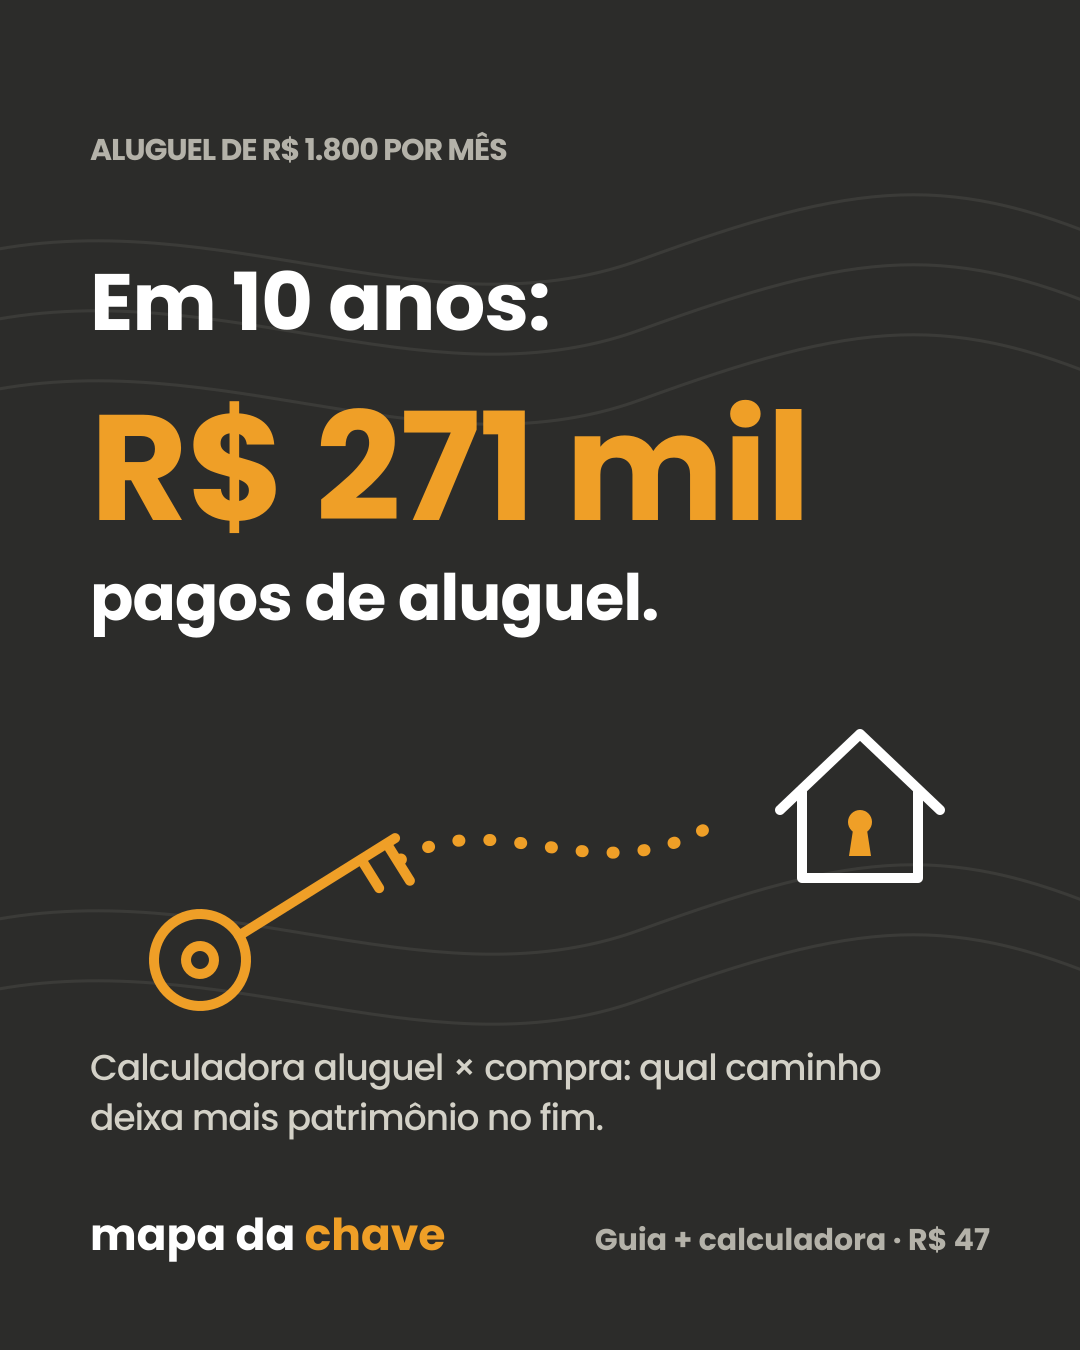 ALUGUEL DE R$ 1.800 POR MÊS
Em 10 anos:
R$ 271 mil
pagos de aluguel.
Calculadora aluguel × compra: qual caminho
deixa mais patrimônio no fim.
mapa da chave
Guia + calculadora · R$ 47